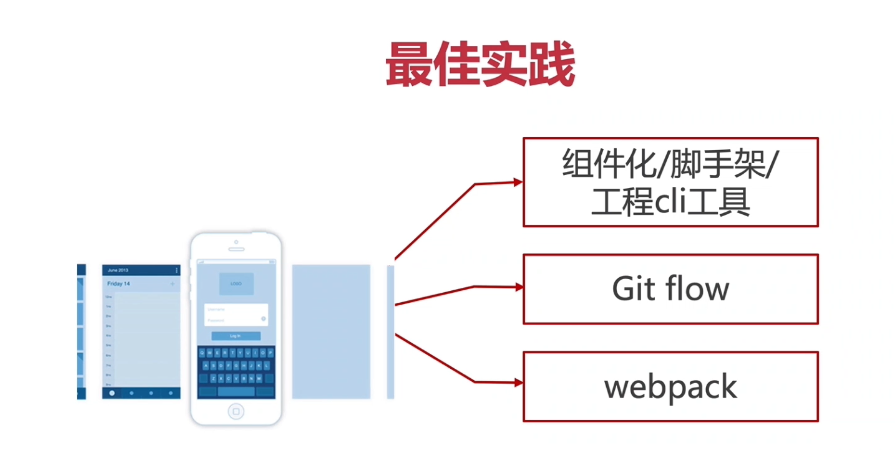 最佳实践
组件化/脚手架/
工程cli工具
Git flow
webpack
June 2013
Friday 14
LOGO
Log in